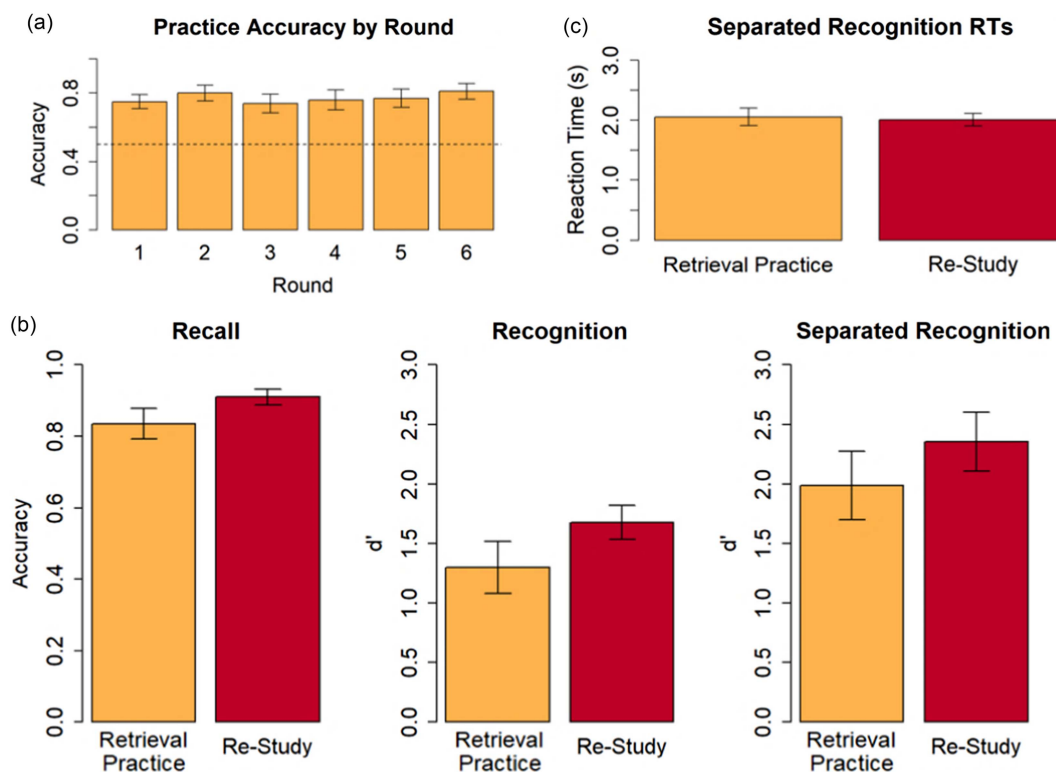 (a)
Practice Accuracy by Round
Accuracy
0.8
0.4
0.0
1 2 3 4 5 6
Round
(c)
Separated Recognition RTs
Reaction Time (s)
3.0
2.0
1.0
0.0
Retrieval Practice
Re-Study
(b)
Recall
Accuracy
1.0
0.8
0.6
0.4
0.2
0.0
Retrieval
Practice
Re-Study
Recognition
d'
3.0
2.5
2.0
1.5
1.0
0.5
0.0
Retrieval
Practice
Re-Study
Separated Recognition
d'
3.0
2.5
2.0
1.5
1.0
0.5
0.0
Retrieval
Practice
Re-Study